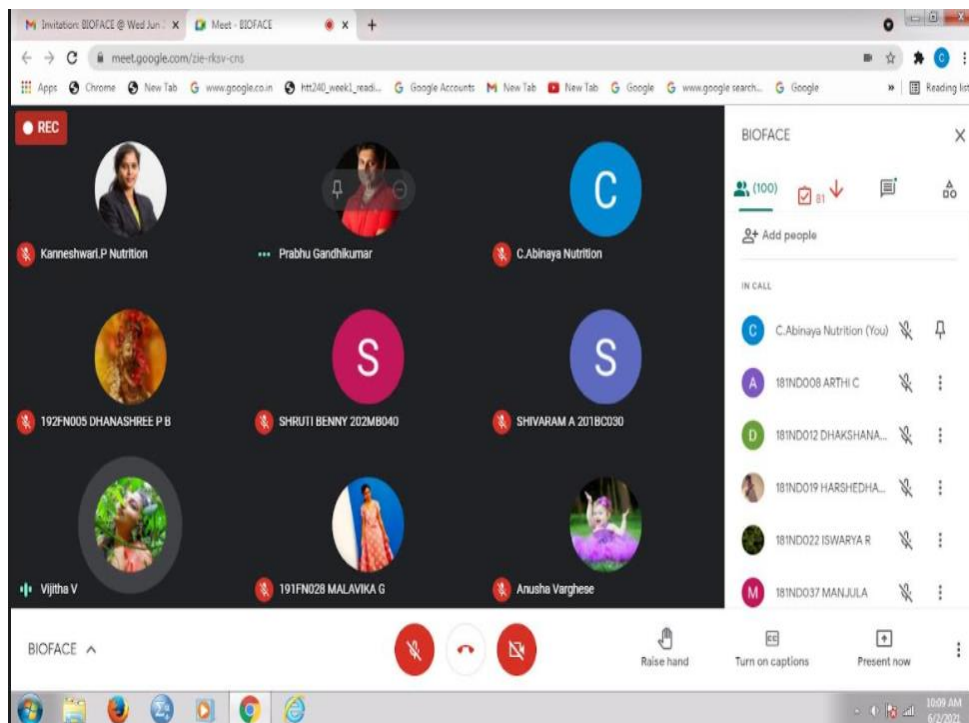 Invitation: BIOFACE @ Wed Jun
Meet - BIOFACE
meet.google.com/zie-rksv-cns
Apps Chrome New Tab www.google.co.in htt240_week1_readi... Google Accounts New Tab New Tab Google www.google search... Google » Reading list
REC
Kanneshwari.P Nutrition
Prabhu Gandhikumar
C
C.Abinaya Nutrition
192FN005 DHANASHREE P B
S
SHRUTI BENNY 202MB040
S
SHIVARAM A 201BC030
Vijitha V
191FN028 MALAVIKA G
Anusha Varghese
BIOFACE
(100)
81
Add people
IN CALL
C C.Abinaya Nutrition (You)
A 181ND008 ARTHI C
D 181ND012 DHAKSHANA...
181ND019 HARSHEDHA...
181ND022 ISWARYA R
M 181ND037 MANJULA
BIOFACE
Raise hand
Turn on captions
Present now
10:09 AM
6/2/2021